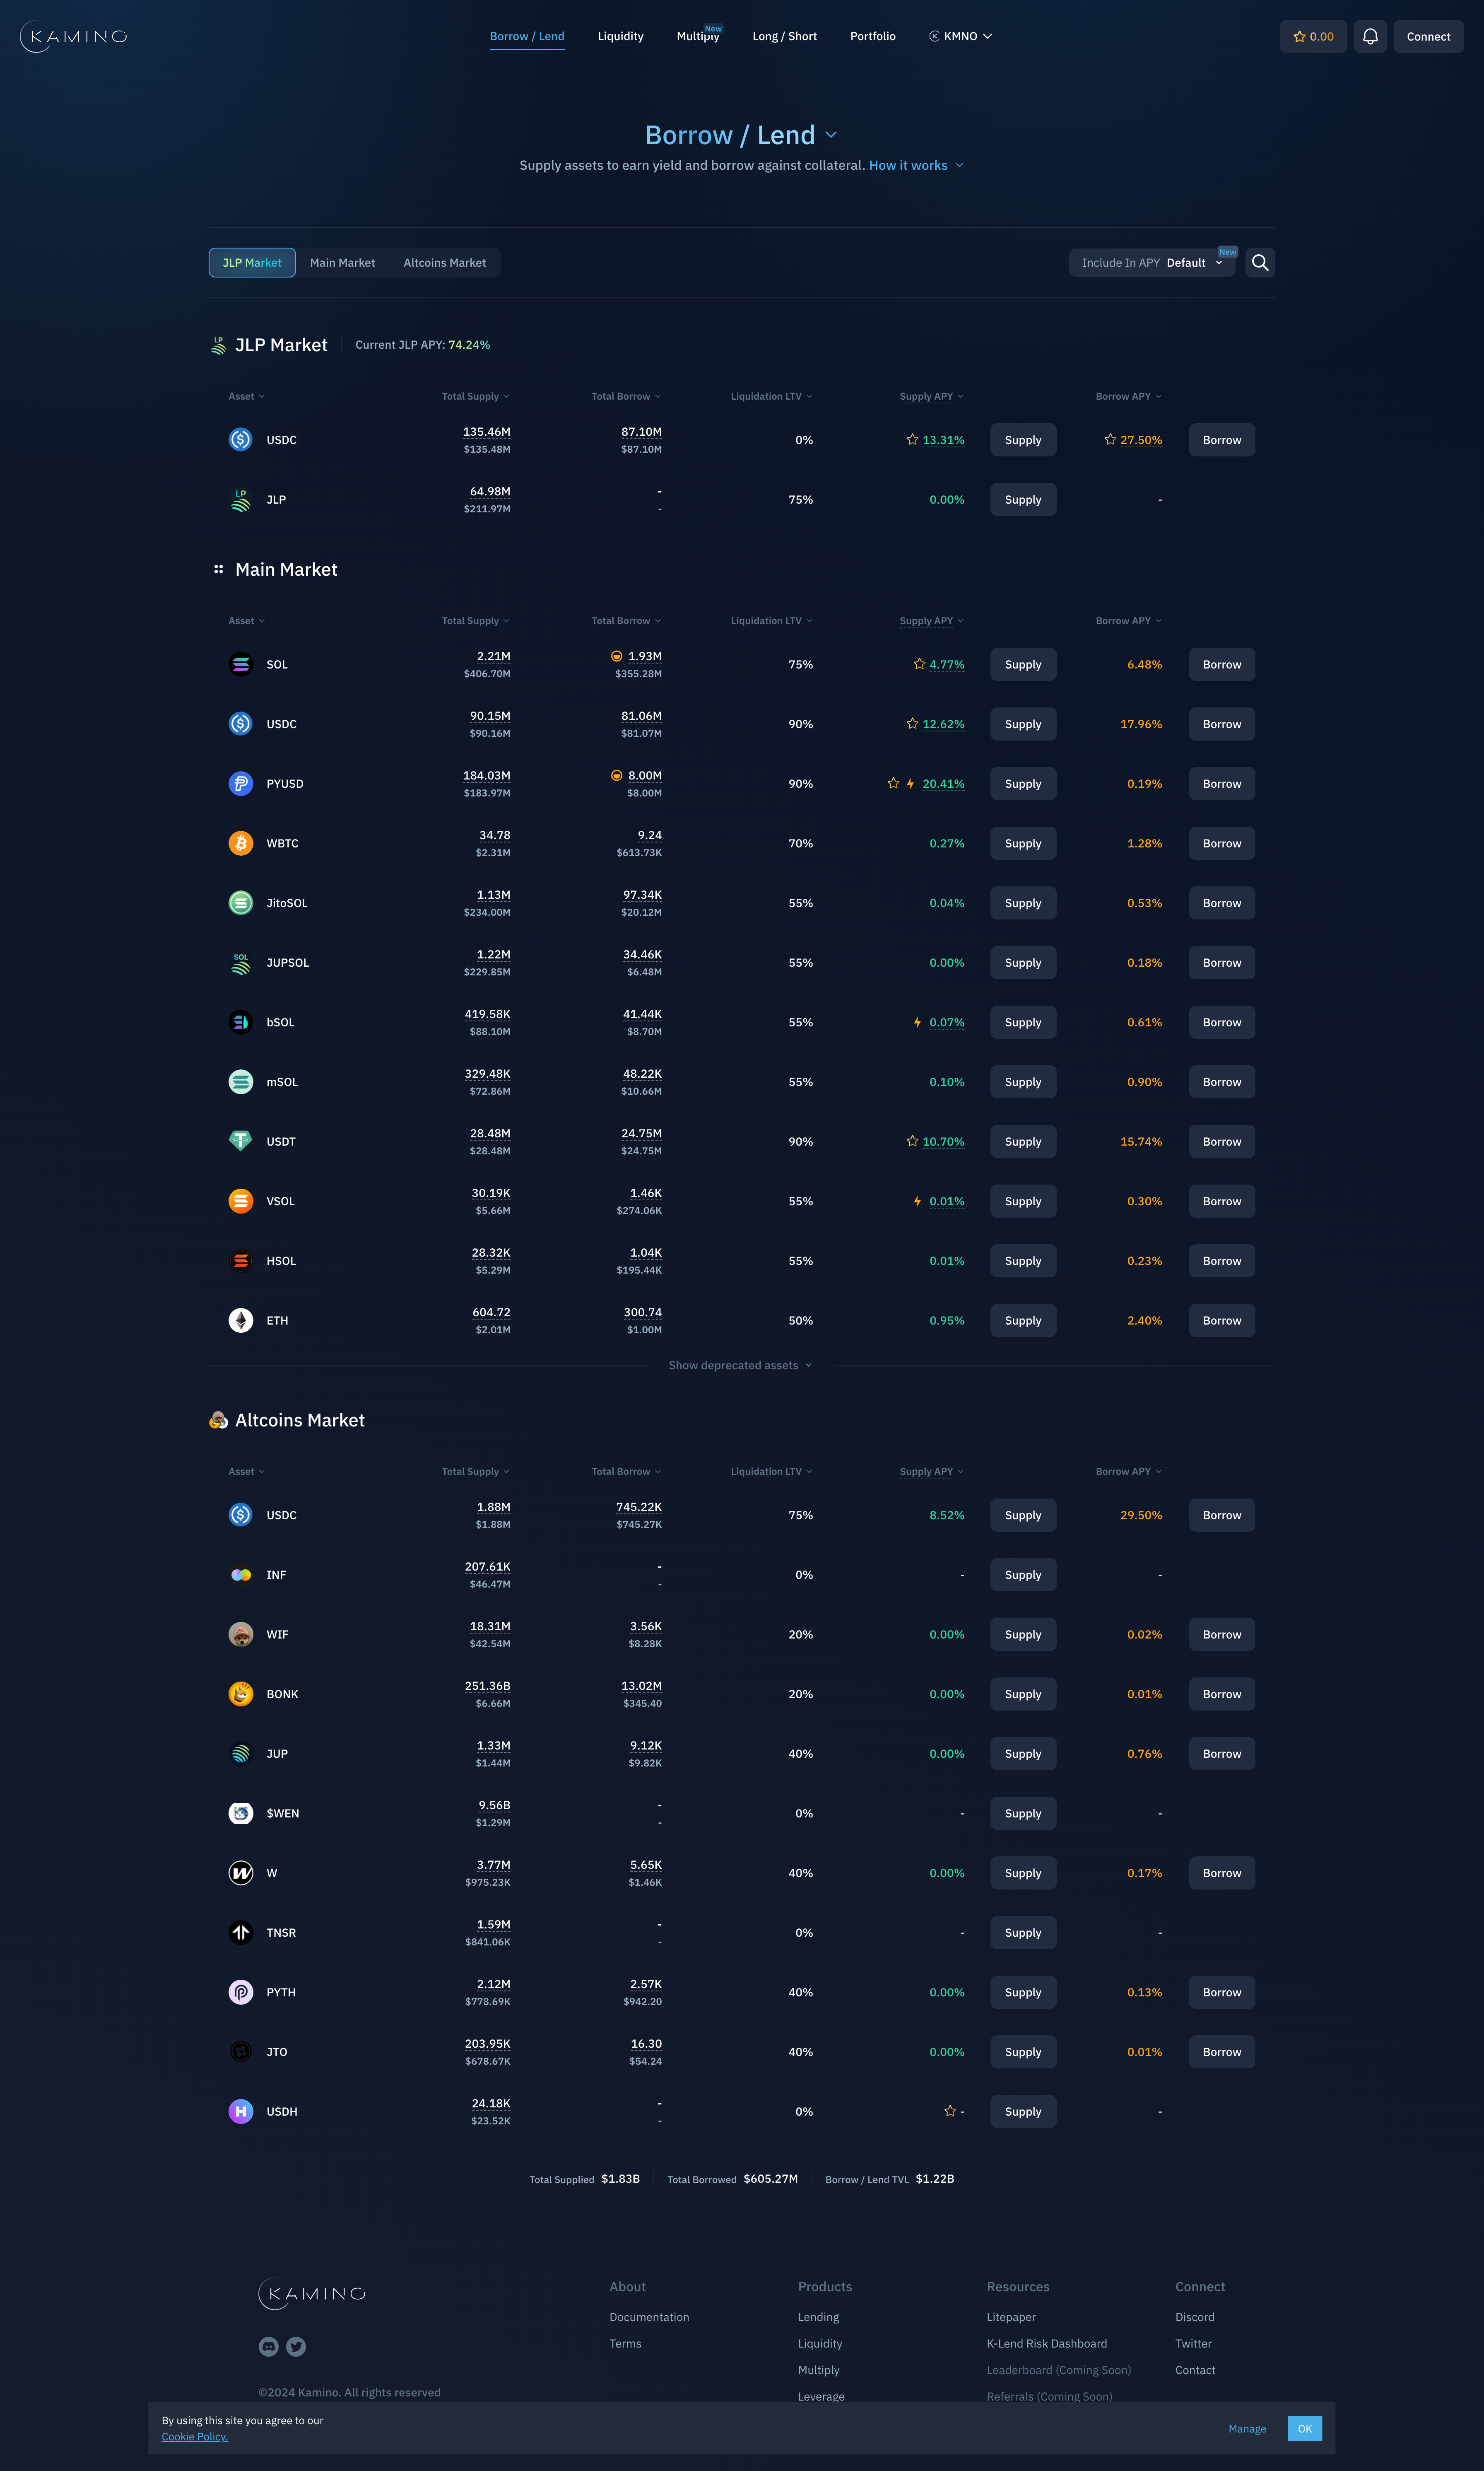 KAMINO
Borrow / Lend Liquidity Multiply New Long / Short Portfolio KMNO 0.00 Connect
Borrow / Lend
Supply assets to earn yield and borrow against collateral. How it works
JLP Market Main Market Altcoins Market Include In APY Default New
JLP Market Current JLP APY: 74.24%
Asset Total Supply Total Borrow Liquidation LTV Supply APY Borrow APY
USDC 135.46M 87.10M 0% 13.31% Supply 27.50% Borrow
$135.48M $87.10M
LP JLP 64.98M - 75% 0.00% Supply -
$211.97M -
Main Market
Asset Total Supply Total Borrow Liquidation LTV Supply APY Borrow APY
SOL 2.21M 1.93M 75% 4.77% Supply 6.48% Borrow
$406.70M $355.28M
USDC 90.15M 81.06M 90% 12.62% Supply 17.96% Borrow
$90.16M $81.07M
PYUSD 184.03M 8.00M 90% 20.41% Supply 0.19% Borrow
$183.97M $8.00M
WBTC 34.78 9.24 70% 0.27% Supply 1.28% Borrow
$2.31M $613.73K
JitoSOL 1.13M 97.34K 55% 0.04% Supply 0.53% Borrow
$234.00M $20.12M
SOL JUPSOL 1.22M 34.46K 55% 0.00% Supply 0.18% Borrow
$229.85M $6.48M
bSOL 419.58K 41.44K 55% 0.07% Supply 0.61% Borrow
$88.10M $8.70M
mSOL 329.48K 48.22K 55% 0.10% Supply 0.90% Borrow
$72.86M $10.66M
USDT 28.48M 24.75M 90% 10.70% Supply 15.74% Borrow
$28.48M $24.75M
VSOL 30.19K 1.46K 55% 0.01% Supply 0.30% Borrow
$5.66M $274.06K
HSOL 28.32K 1.04K 55% 0.01% Supply 0.23% Borrow
$5.29M $195.44K
ETH 604.72 300.74 50% 0.95% Supply 2.40% Borrow
$2.01M $1.00M
Show deprecated assets
Altcoins Market
Asset Total Supply Total Borrow Liquidation LTV Supply APY Borrow APY
USDC 1.88M 745.22K 75% 8.52% Supply 29.50% Borrow
$1.88M $745.27K
INF 207.61K - 0% - Supply -
$46.47M -
WIF 18.31M 3.56K 20% 0.00% Supply 0.02% Borrow
$42.54M $8.28K
BONK 251.36B 13.02M 20% 0.00% Supply 0.01% Borrow
$6.66M $345.40
JUP 1.33M 9.12K 40% 0.00% Supply 0.76% Borrow
$1.44M $9.82K
$WEN 9.56B - 0% - Supply -
$1.29M -
W 3.77M 5.65K 40% 0.00% Supply 0.17% Borrow
$975.23K $1.46K
TNSR 1.59M - 0% - Supply -
$841.06K -
PYTH 2.12M 2.57K 40% 0.00% Supply 0.13% Borrow
$778.69K $942.20
JTO 203.95K 16.30 40% 0.00% Supply 0.01% Borrow
$678.67K $54.24
USDH 24.18K - 0% - Supply -
$23.52K -
Total Supplied $1.83B Total Borrowed $605.27M Borrow / Lend TVL $1.22B
KAMINO
About Products Resources Connect
Documentation Lending Litepaper Discord
Terms Liquidity K-Lend Risk Dashboard Twitter
Multiply Leaderboard (Coming Soon) Contact
©2024 Kamino. All rights reserved Leverage Referrals (Coming Soon)
By using this site you agree to our
Cookie Policy. Manage OK